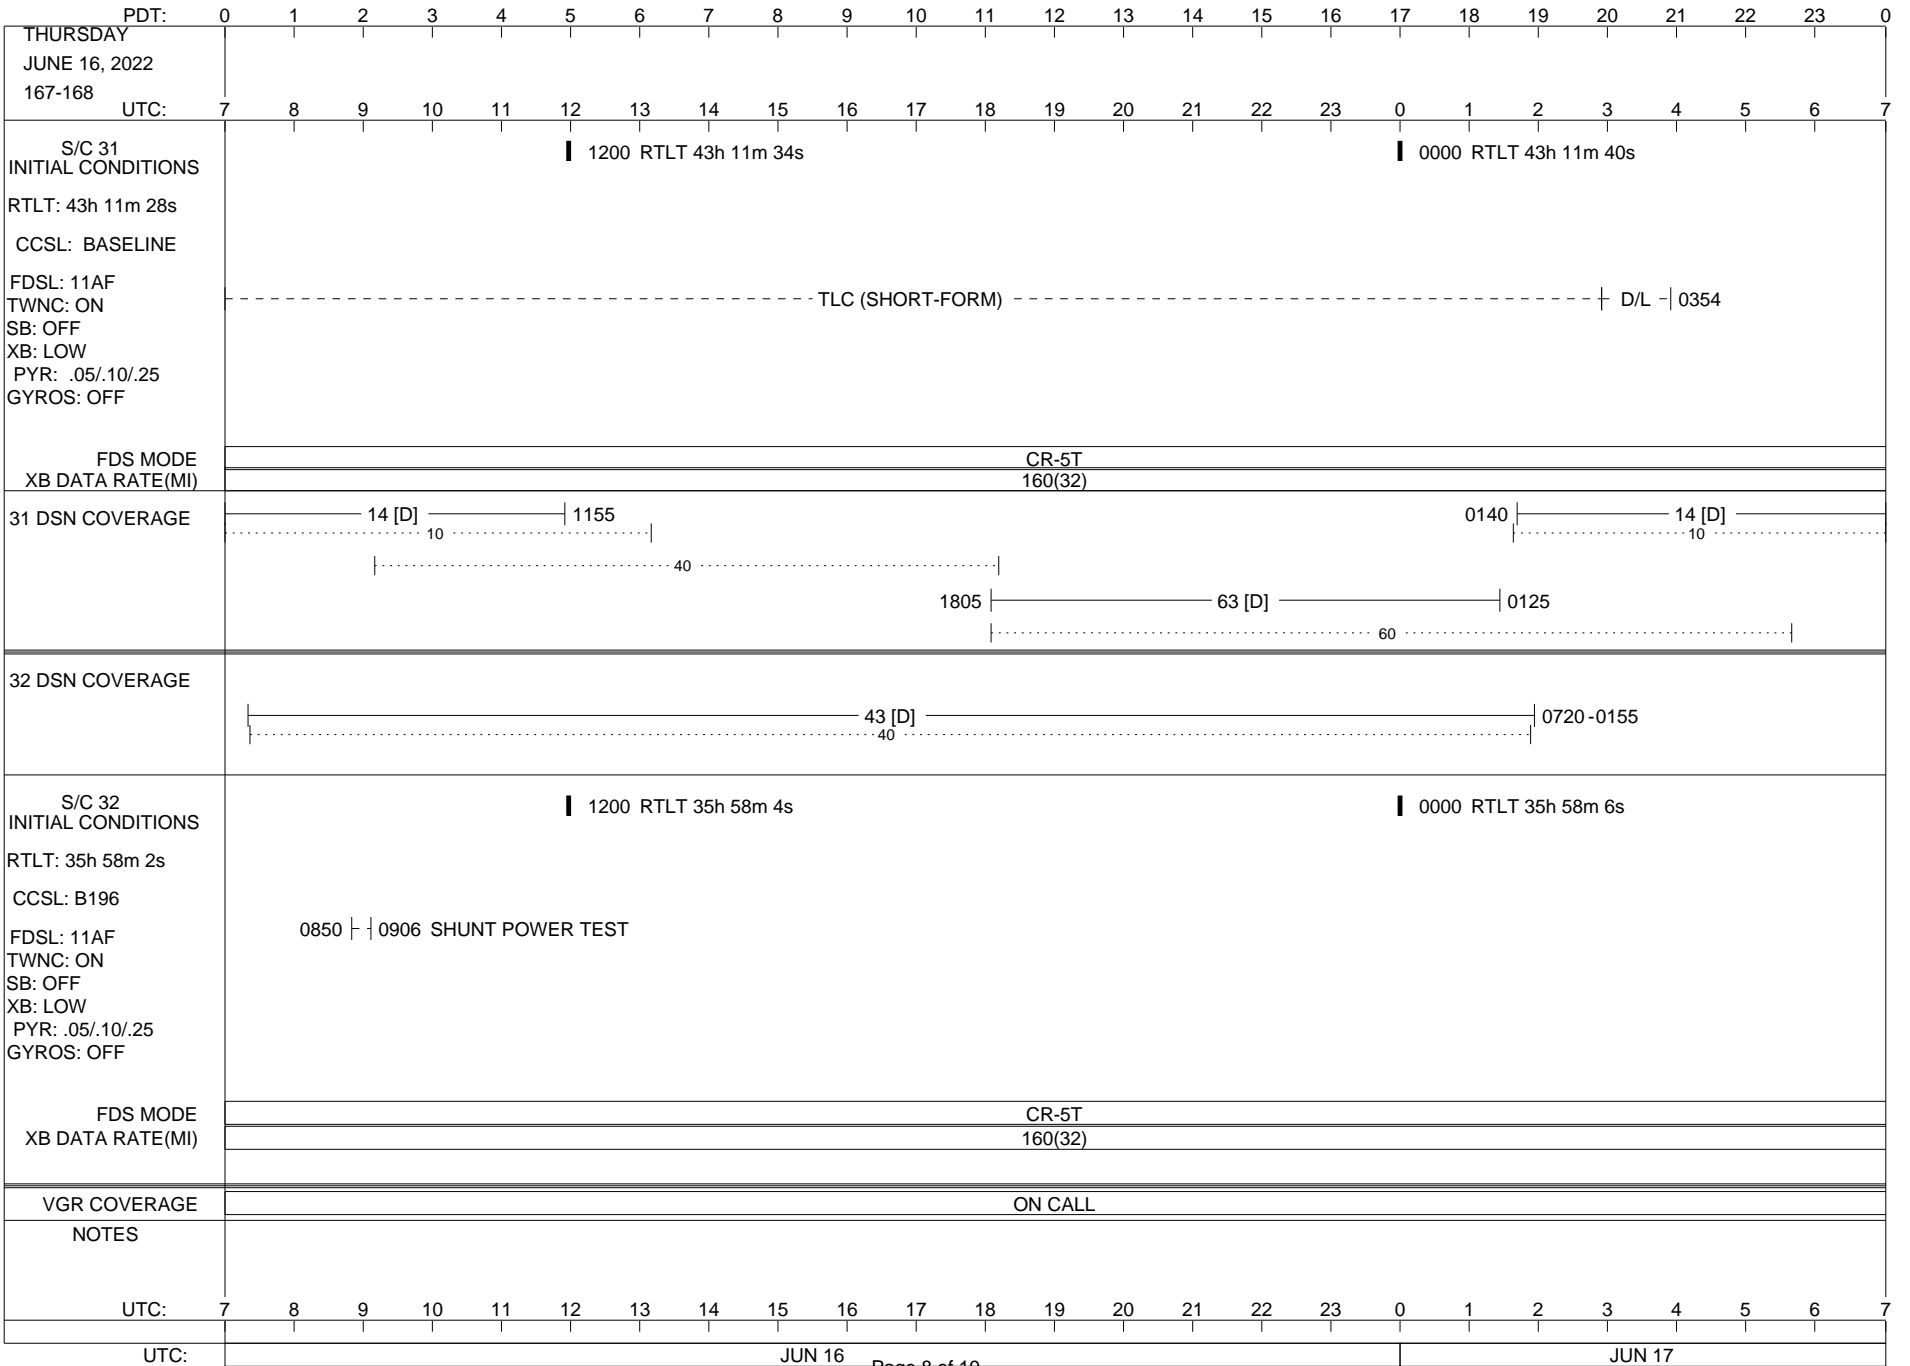 PDT: 0 1 2 3 4 5 6 7 8 9 10 11 12 13 14 15 16 17 18 19 20 21 22 23 0
THURSDAY
JUNE 16, 2022
167-168
UTC: 7 8 9 10 11 12 13 14 15 16 17 18 19 20 21 22 23 0 1 2 3 4 5 6 7
S/C 31
INITIAL CONDITIONS
1200 RTLT 43h 11m 34s
0000 RTLT 43h 11m 40s
RTLT: 43h 11m 28s
CCSL: BASELINE
FDSL: 11AF
TWNC: ON
SB: OFF
XB: LOW
PYR: .05/.10/.25
GYROS: OFF
TLC (SHORT-FORM) D/L 0354
FDS MODE CR-5T
XB DATA RATE(MI) 160(32)
31 DSN COVERAGE
14 [D] 1155 0140 14 [D]
10 10
40
1805 63 [D] 0125
60
32 DSN COVERAGE
43 [D] 0720-0155
40
S/C 32
INITIAL CONDITIONS
1200 RTLT 35h 58m 4s
0000 RTLT 35h 58m 6s
RTLT: 35h 58m 2s
CCSL: B196
FDSL: 11AF
TWNC: ON
SB: OFF
XB: LOW
PYR: .05/.10/.25
GYROS: OFF
0850 0906 SHUNT POWER TEST
FDS MODE CR-5T
XB DATA RATE(MI) 160(32)
VGR COVERAGE ON CALL
NOTES
UTC: 7 8 9 10 11 12 13 14 15 16 17 18 19 20 21 22 23 0 1 2 3 4 5 6 7
UTC: JUN 16 JUN 17
Page 8 of